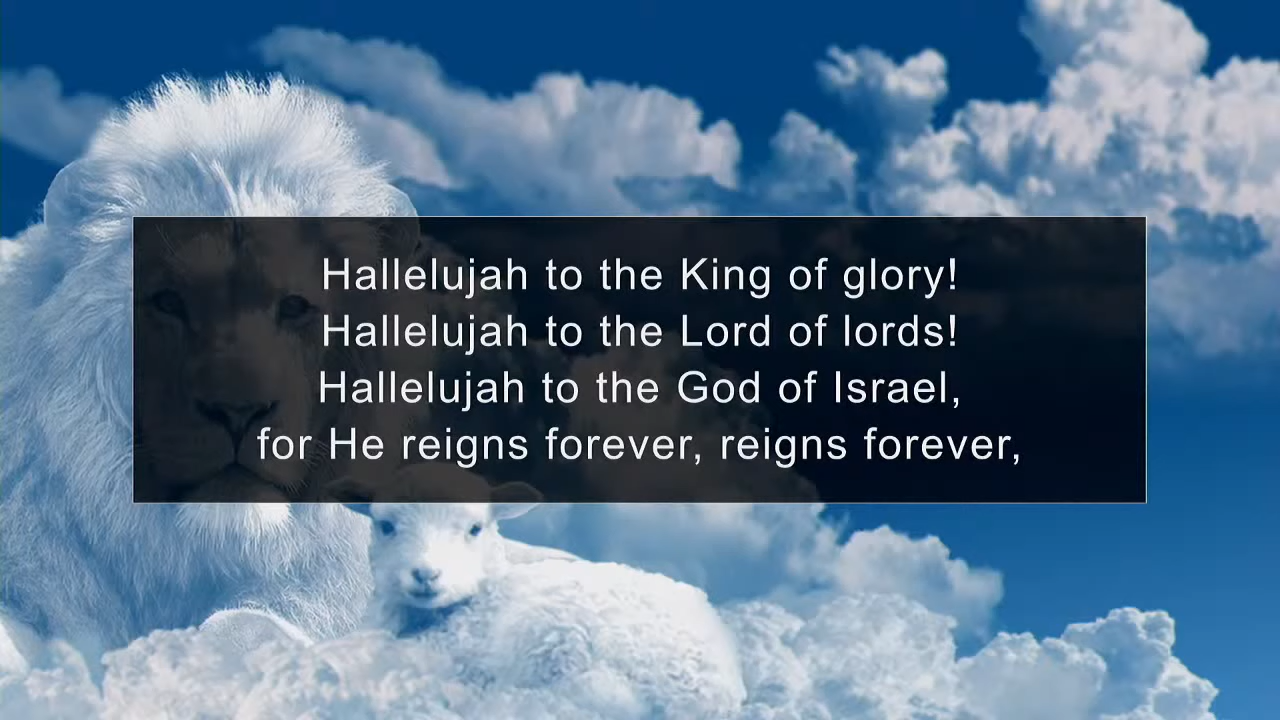 Hallelujah to the King of glory!
Hallelujah to the Lord of lords!
Hallelujah to the God of Israel,
for He reigns forever, reigns forever,